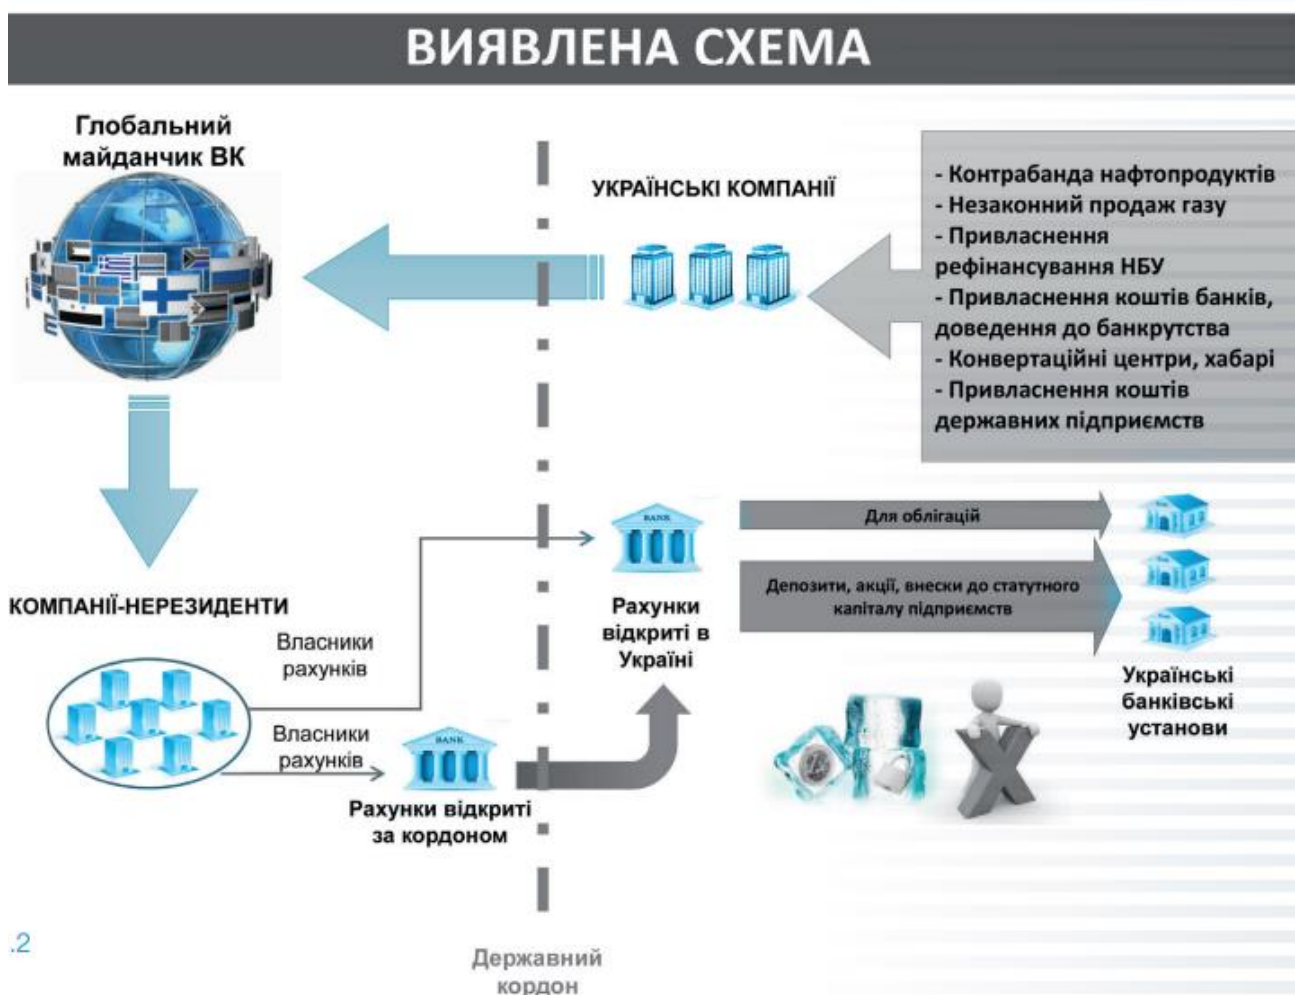 ВИЯВЛЕНА СХЕМА
Глобальний
майданчик ВК
УКРАЇНСЬКІ КОМПАНІЇ
- Контрабанда нафтопродуктів
- Незаконний продаж газу
- Привласнення
рефінансування НБУ
- Привласнення коштів банків,
доведення до банкрутства
- Конвертаційні центри, хабарі
- Привласнення коштів
державних підприємств
КОМПАНІЇ-НЕРЕЗИДЕНТИ
Власники
рахунків
Власники
рахунків
BANK
Рахунки відкриті
за кордоном
BANK
Рахунки
відкриті в
Україні
Для облігацій
Депозити, акції, внески до статутного
капіталу підприємств
Українські
банківські
установи
.2
Державний
кордон